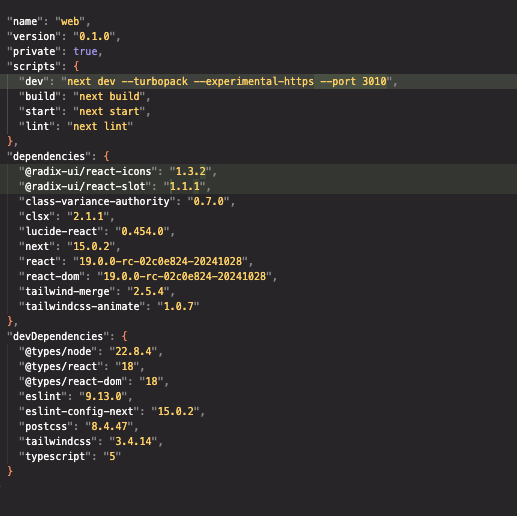 "name": "web",
"version": "0.1.0",
"private": true,
"scripts": {
"dev": "next dev --turbopack --experimental-https --port 3010",
"build": "next build",
"start": "next start",
"lint": "next lint"
},
"dependencies": {
"@radix-ui/react-icons": "1.3.2",
"@radix-ui/react-slot": "1.1.1",
"class-variance-authority": "0.7.0",
"clsx": "2.1.1",
"lucide-react": "0.454.0",
"next": "15.0.2",
"react": "19.0.0-rc-02c0e824-20241028",
"react-dom": "19.0.0-rc-02c0e824-20241028",
"tailwind-merge": "2.5.4",
"tailwindcss-animate": "1.0.7"
},
"devDependencies": {
"@types/node": "22.8.4",
"@types/react": "18",
"@types/react-dom": "18",
"eslint": "9.13.0",
"eslint-config-next": "15.0.2",
"postcss": "8.4.47",
"tailwindcss": "3.4.14",
"typescript": "5"
}